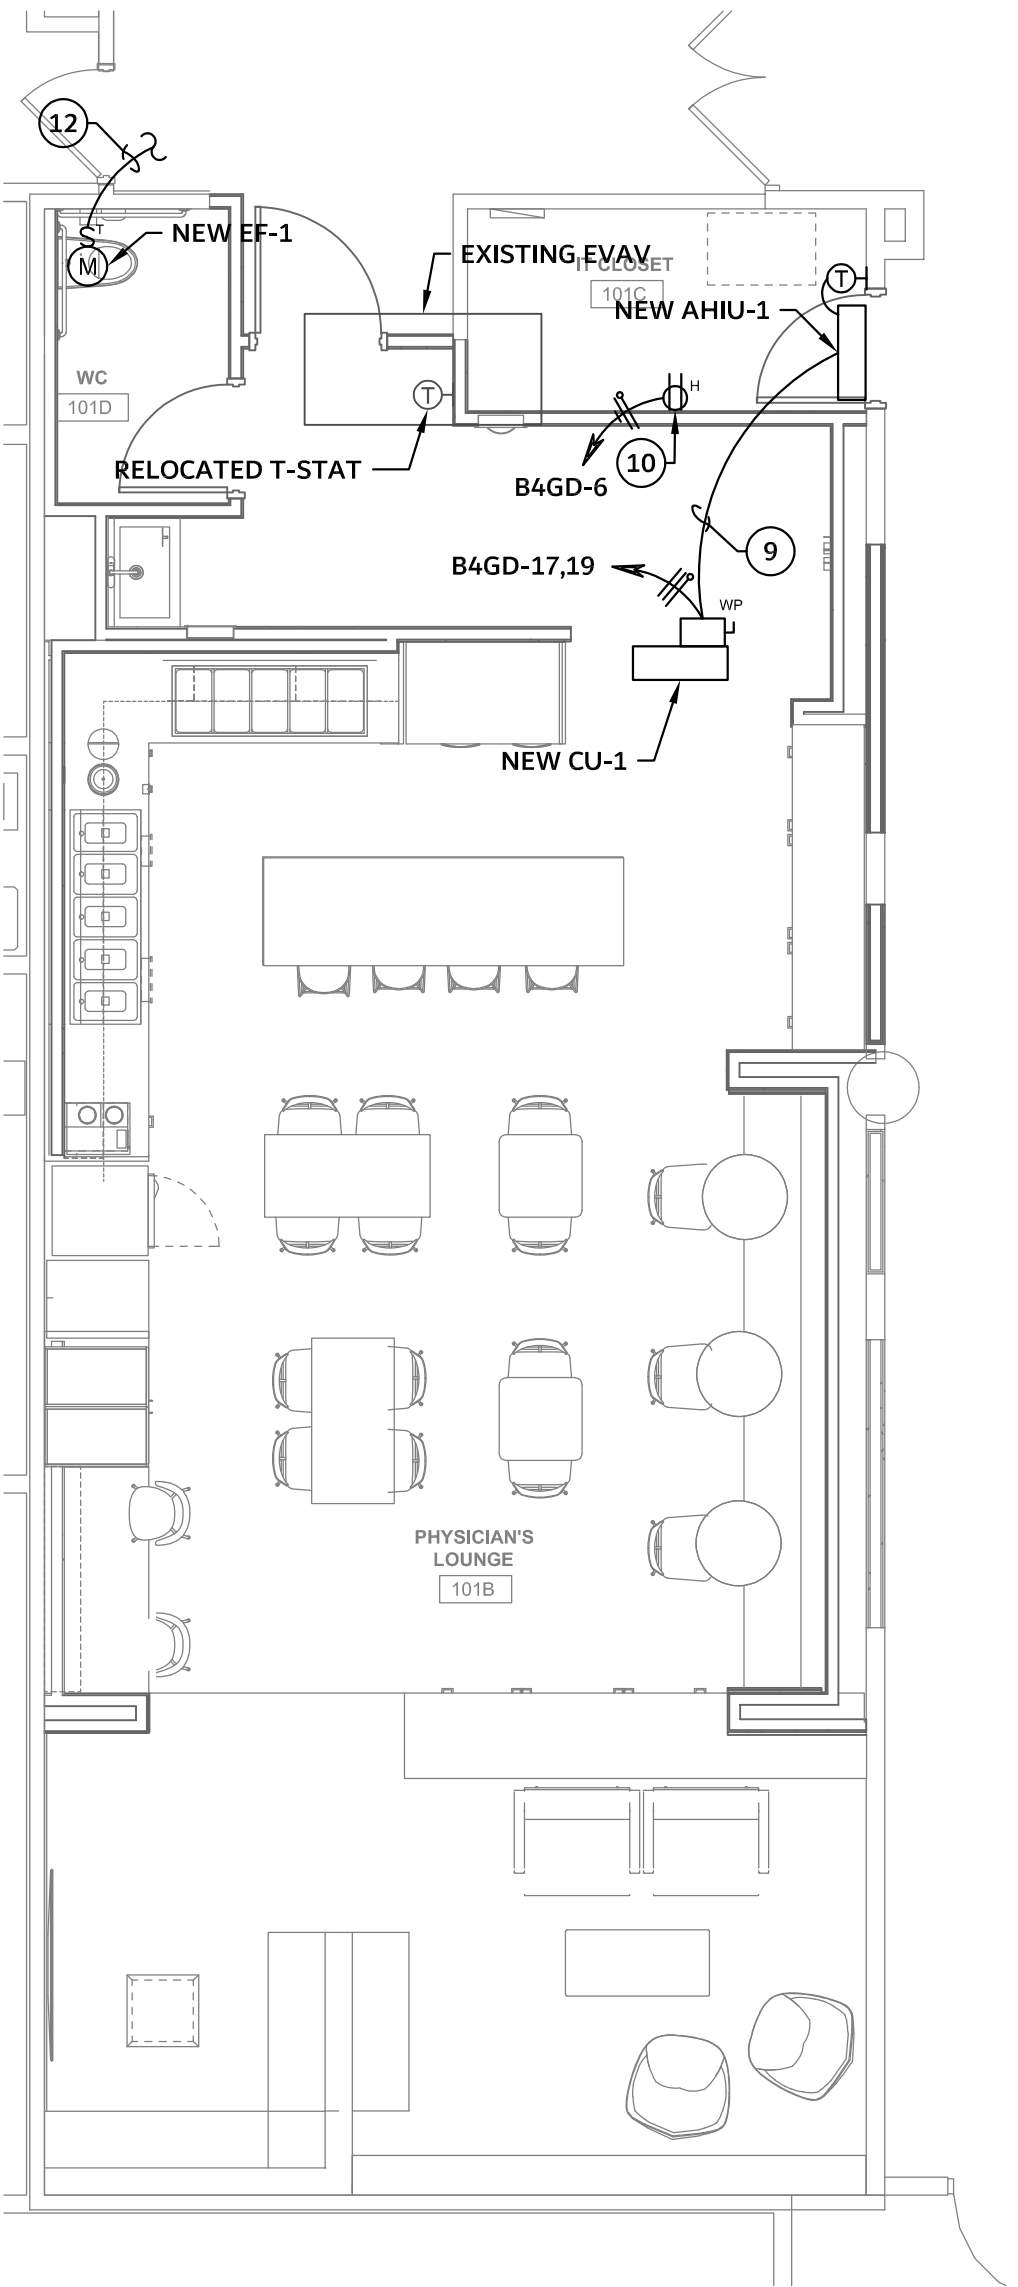 12
T
NEW EF-1
M
EXISTING EVAV
IT CLOSET
101C
T
NEW AHIU-1
WC
101D
T
H
RELOCATED T-STAT
10
B4GD-6
9
B4GD-17,19
WP
NEW CU-1
PHYSICIAN'S
LOUNGE
101B